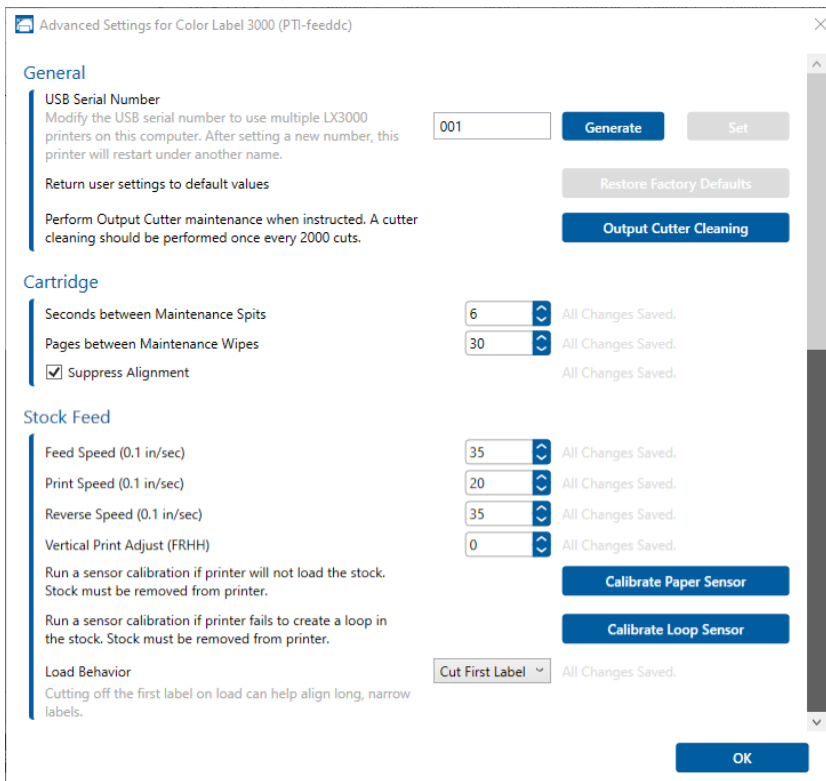 Advanced Settings for Color Label 3000 (PTI-feeddc)
General
USB Serial Number
Modify the USB serial number to use multiple LX3000
printers on this computer. After setting a new number, this
printer will restart under another name.
001
Generate
Set
Return user settings to default values
Restore Factory Defaults
Perform Output Cutter maintenance when instructed. A cutter
cleaning should be performed once every 2000 cuts.
Output Cutter Cleaning
Cartridge
Seconds between Maintenance Spits
6
All Changes Saved.
Pages between Maintenance Wipes
30
All Changes Saved.
Suppress Alignment
All Changes Saved.
Stock Feed
Feed Speed (0.1 in/sec)
35
All Changes Saved.
Print Speed (0.1 in/sec)
20
All Changes Saved.
Reverse Speed (0.1 in/sec)
35
All Changes Saved.
Vertical Print Adjust (FRHH)
0
All Changes Saved.
Run a sensor calibration if printer will not load the stock.
Stock must be removed from printer.
Calibrate Paper Sensor
Run a sensor calibration if printer fails to create a loop in
the stock. Stock must be removed from printer.
Calibrate Loop Sensor
Load Behavior
Cut First Label
All Changes Saved.
Cutting off the first label on load can help align long, narrow
labels.
OK